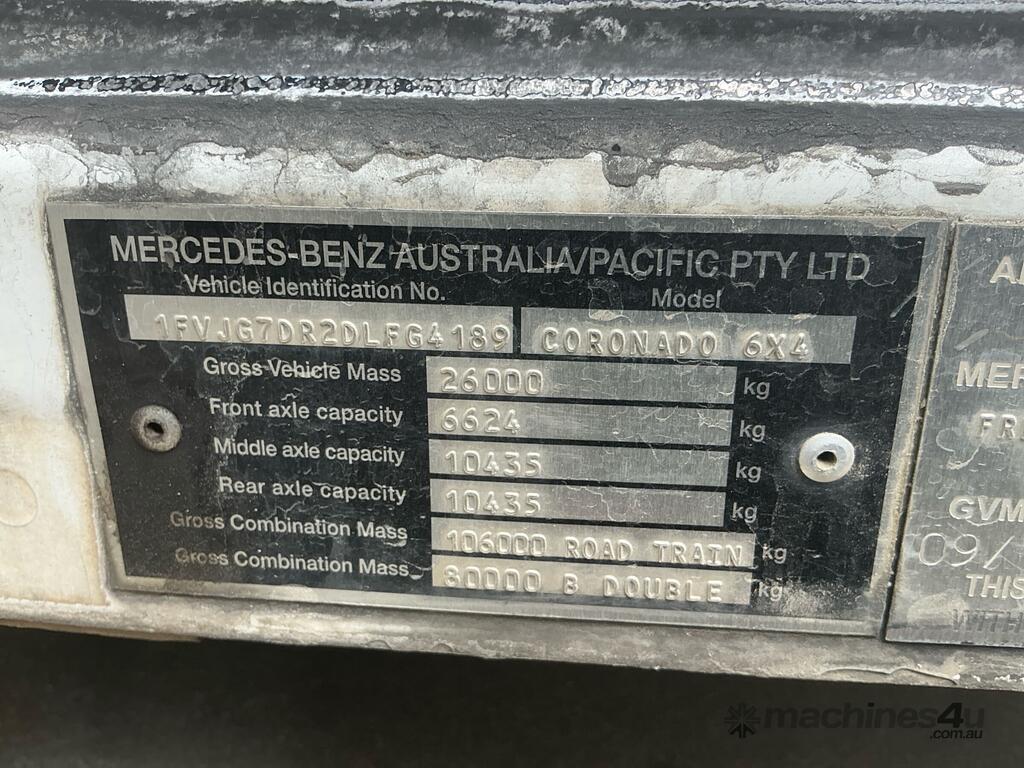 MERCEDES-BENZ AUSTRALIA/PACIFIC PTY LTD
Vehicle Identification No. Model
1FVJG7DR2DLFG4189 CORONADO 6X4
Gross Vehicle Mass 26000 kg
Front axle capacity 6624 kg
Middle axle capacity 10435 kg
Rear axle capacity 10435 kg
Gross Combination Mass 106000 ROAD TRAIN kg
Gross Combination Mass 80000 B DOUBLE kg
GVM
09/
THIS
machines4u
.com.au